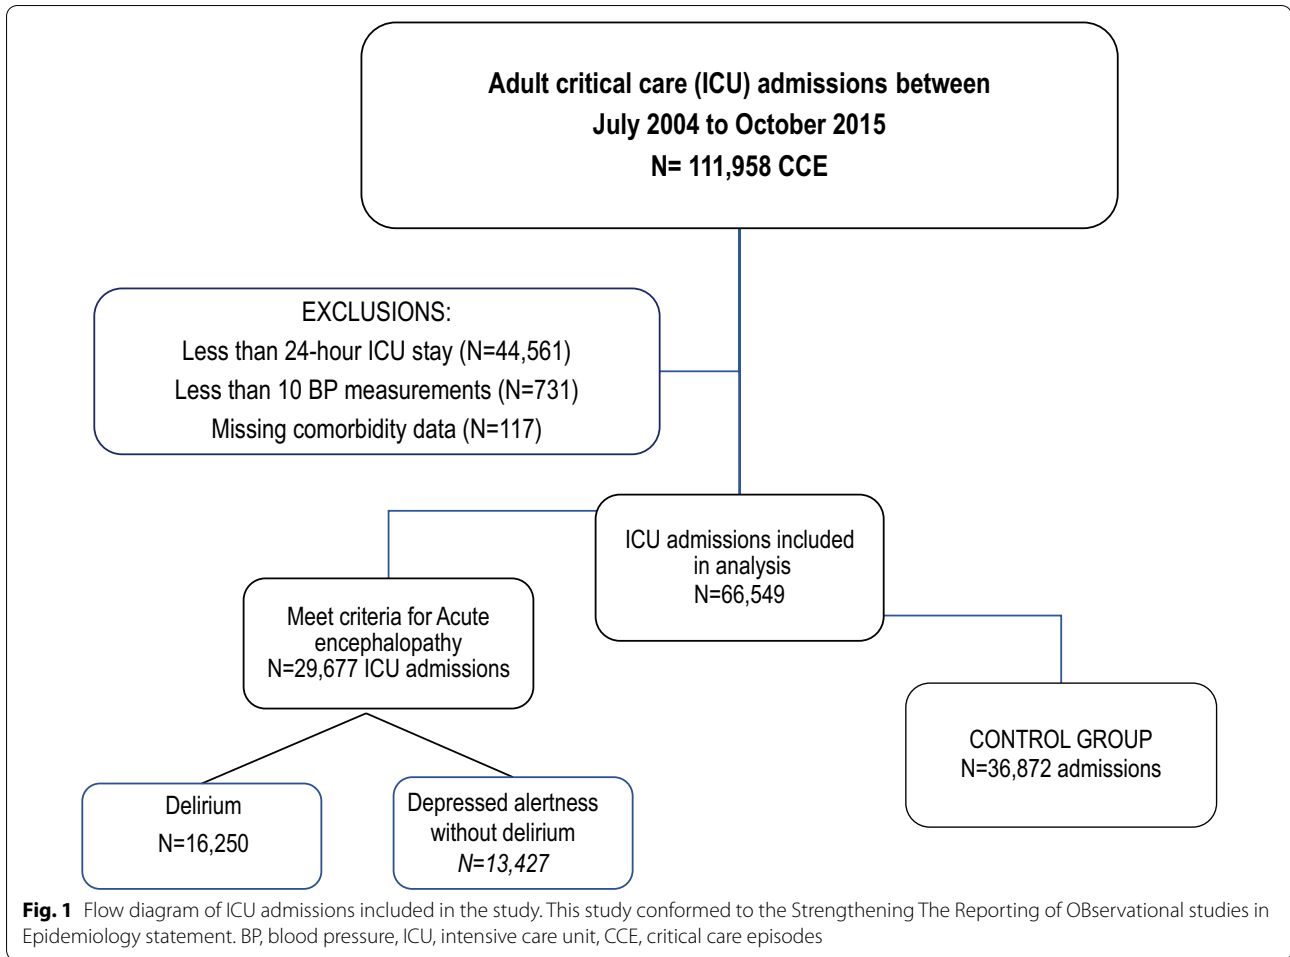 Adult critical care (ICU) admissions between
July 2004 to October 2015
N= 111,958 CCE
EXCLUSIONS:
Less than 24-hour ICU stay (N=44,561)
Less than 10 BP measurements (N=731)
Missing comorbidity data (N=117)
ICU admissions included
in analysis
N=66,549
Meet criteria for Acute
encephalopathy
N=29,677 ICU admissions
CONTROL GROUP
N=36,872 admissions
Delirium
N=16,250
Depressed alertness
without delirium
N=13,427
Fig. 1 Flow diagram of ICU admissions included in the study. This study conformed to the Strengthening The Reporting of OBservational studies in
Epidemiology statement. BP, blood pressure, ICU, intensive care unit, CCE, critical care episodes